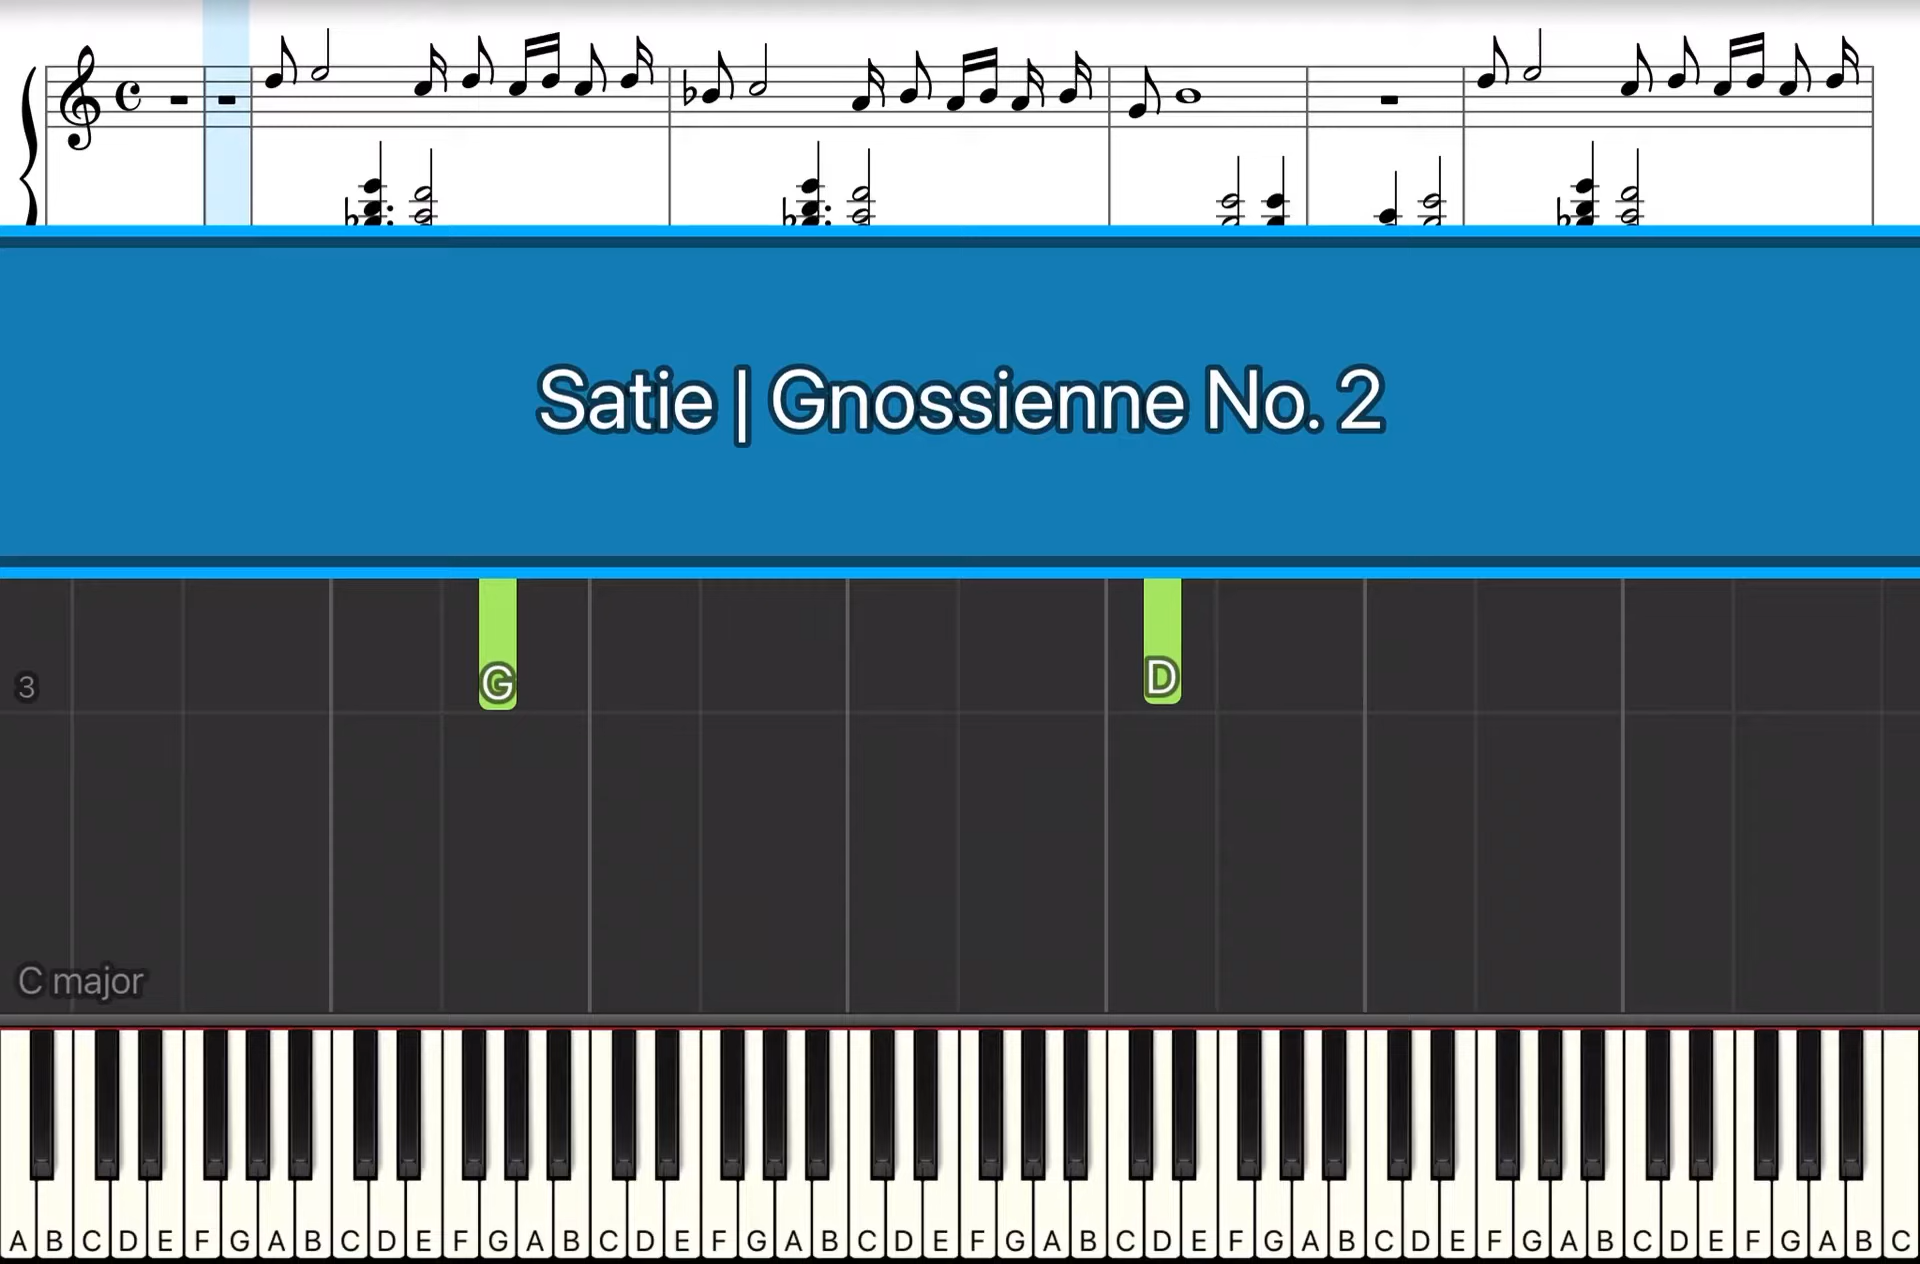 Satie | Gnossienne No. 2
G
D
3
C major
A B C D E F G A B C D E F G A B C D E F G A B C D E F G A B C D E F G A B C D E F G A B C D E F G A B C